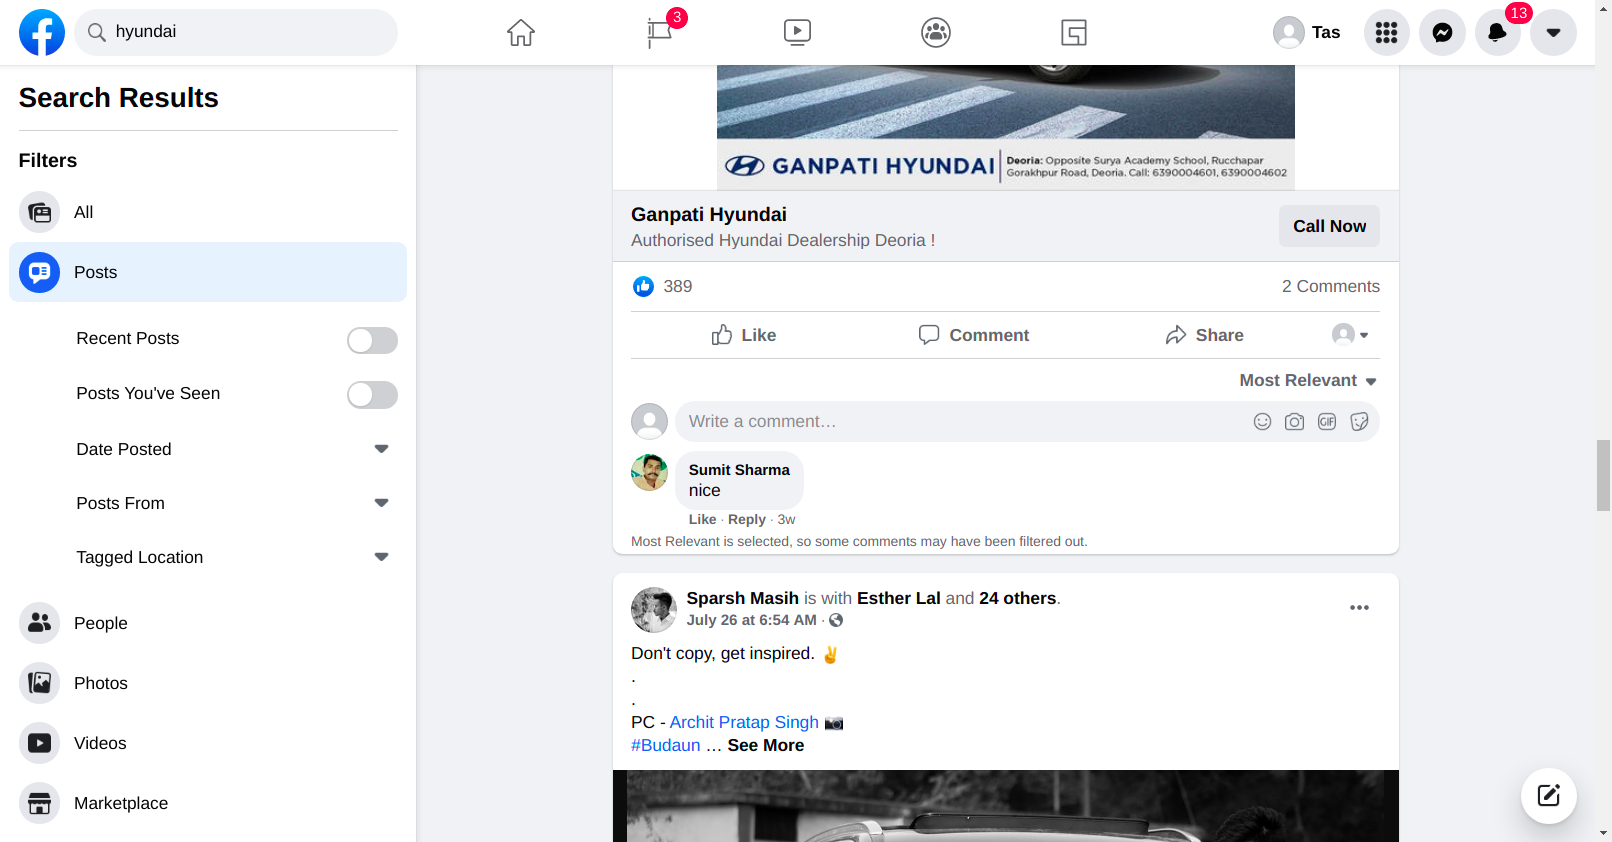 hyundai
3
Tas
13
Search Results
Filters
All
Posts
Recent Posts
Posts You've Seen
Date Posted
Posts From
Tagged Location
People
Photos
Videos
Marketplace
GANPATI HYUNDAI
Deoria: Opposite Surya Academy School, Rucchapar
Gorakhpur Road, Deoria. Call: 6390004601, 6390004602
Ganpati Hyundai
Authorised Hyundai Dealership Deoria !
Call Now
389
2 Comments
Like
Comment
Share
Most Relevant
Write a comment…
GIF
Sumit Sharma
nice
Like · Reply · 3w
Most Relevant is selected, so some comments may have been filtered out.
Sparsh Masih is with Esther Lal and 24 others.
July 26 at 6:54 AM ·
Don't copy, get inspired. ✌
.
.
PC - Archit Pratap Singh 📷
#Budaun … See More